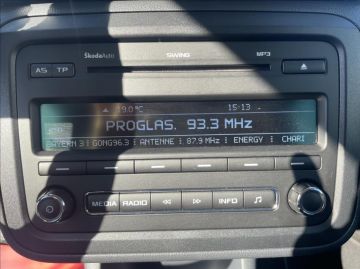 ŠkodaAuto SWING MP3
AS TP
19.0°C 15:13
PROGLAS. 93.3 MHz
BAYERN 3 GONG96.3 ANTENNE 87.9 MHz ENERGY CHARI
MEDIA RADIO INFO